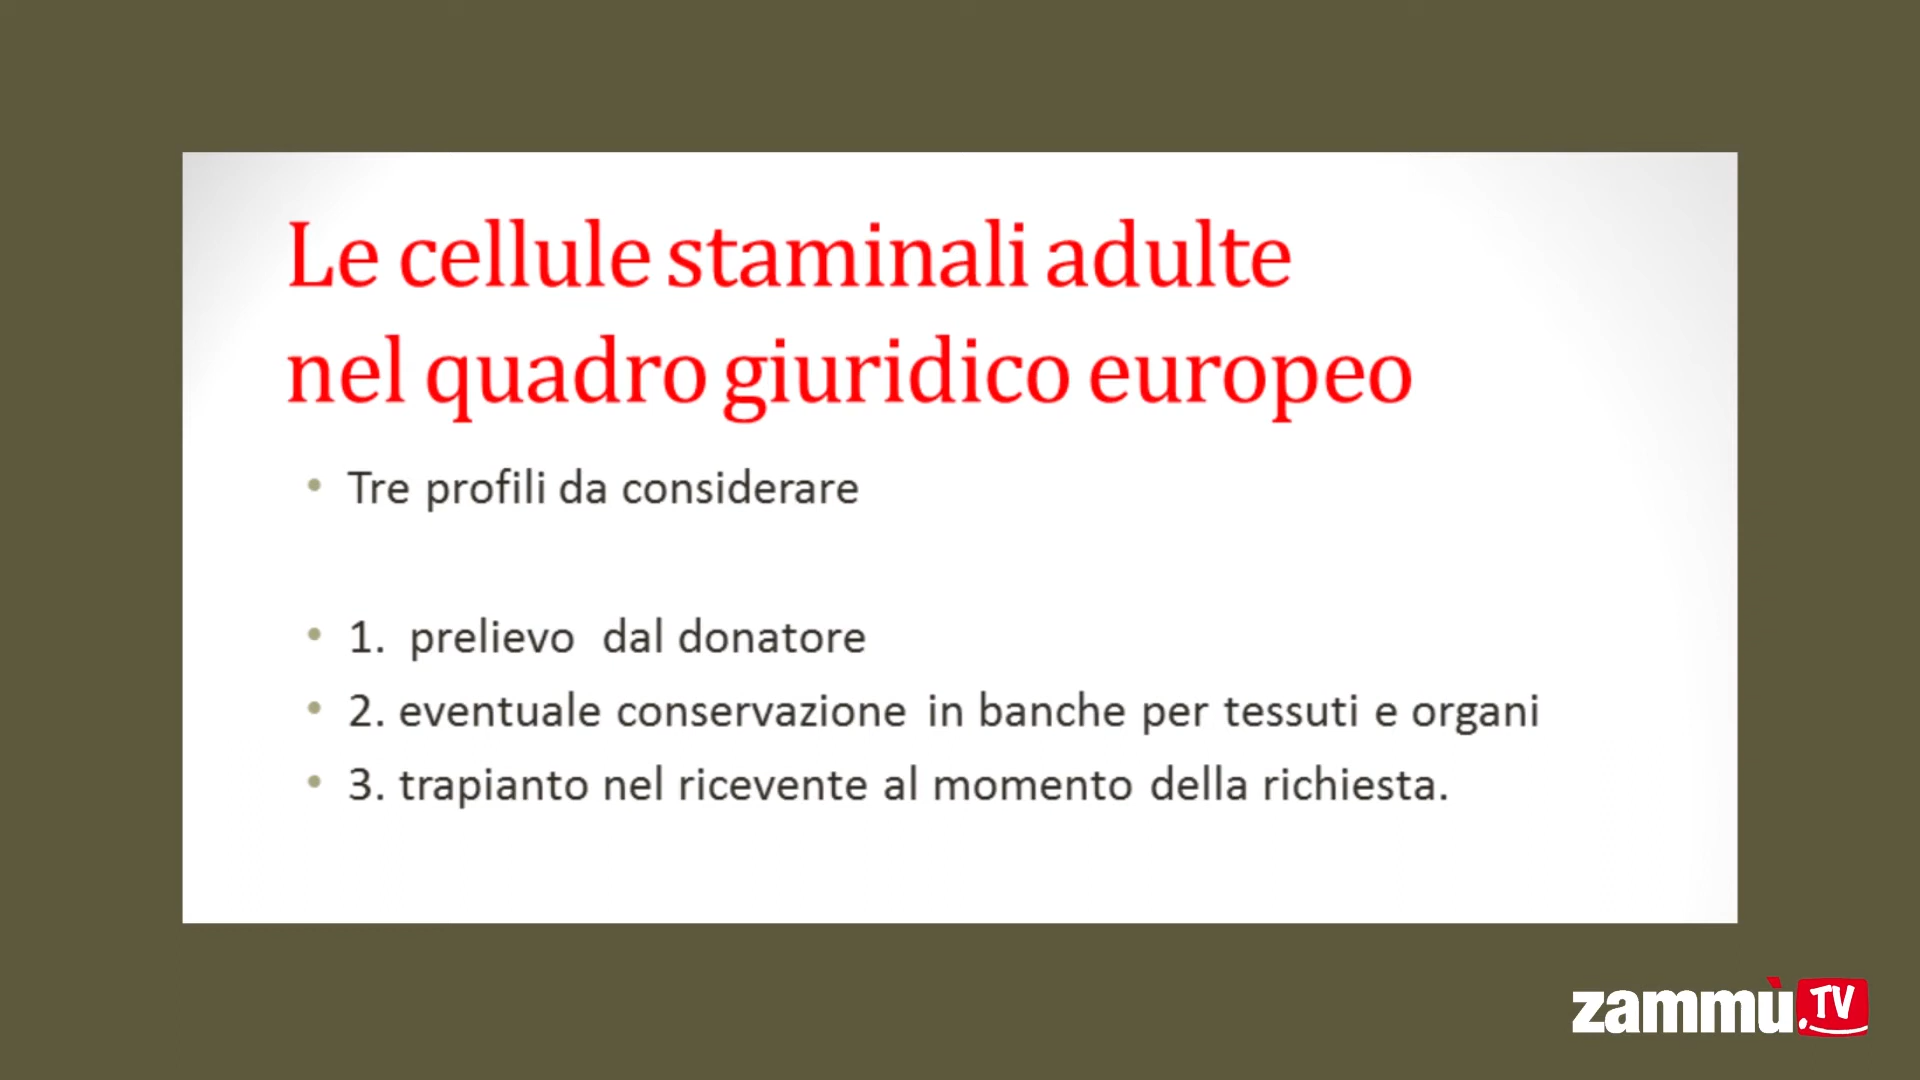 Le cellule staminali adulte
nel quadro giuridico europeo
• Tre profili da considerare
• 1. prelievo dal donatore
• 2. eventuale conservazione in banche per tessuti e organi
• 3. trapianto nel ricevente al momento della richiesta.
zammù.TV